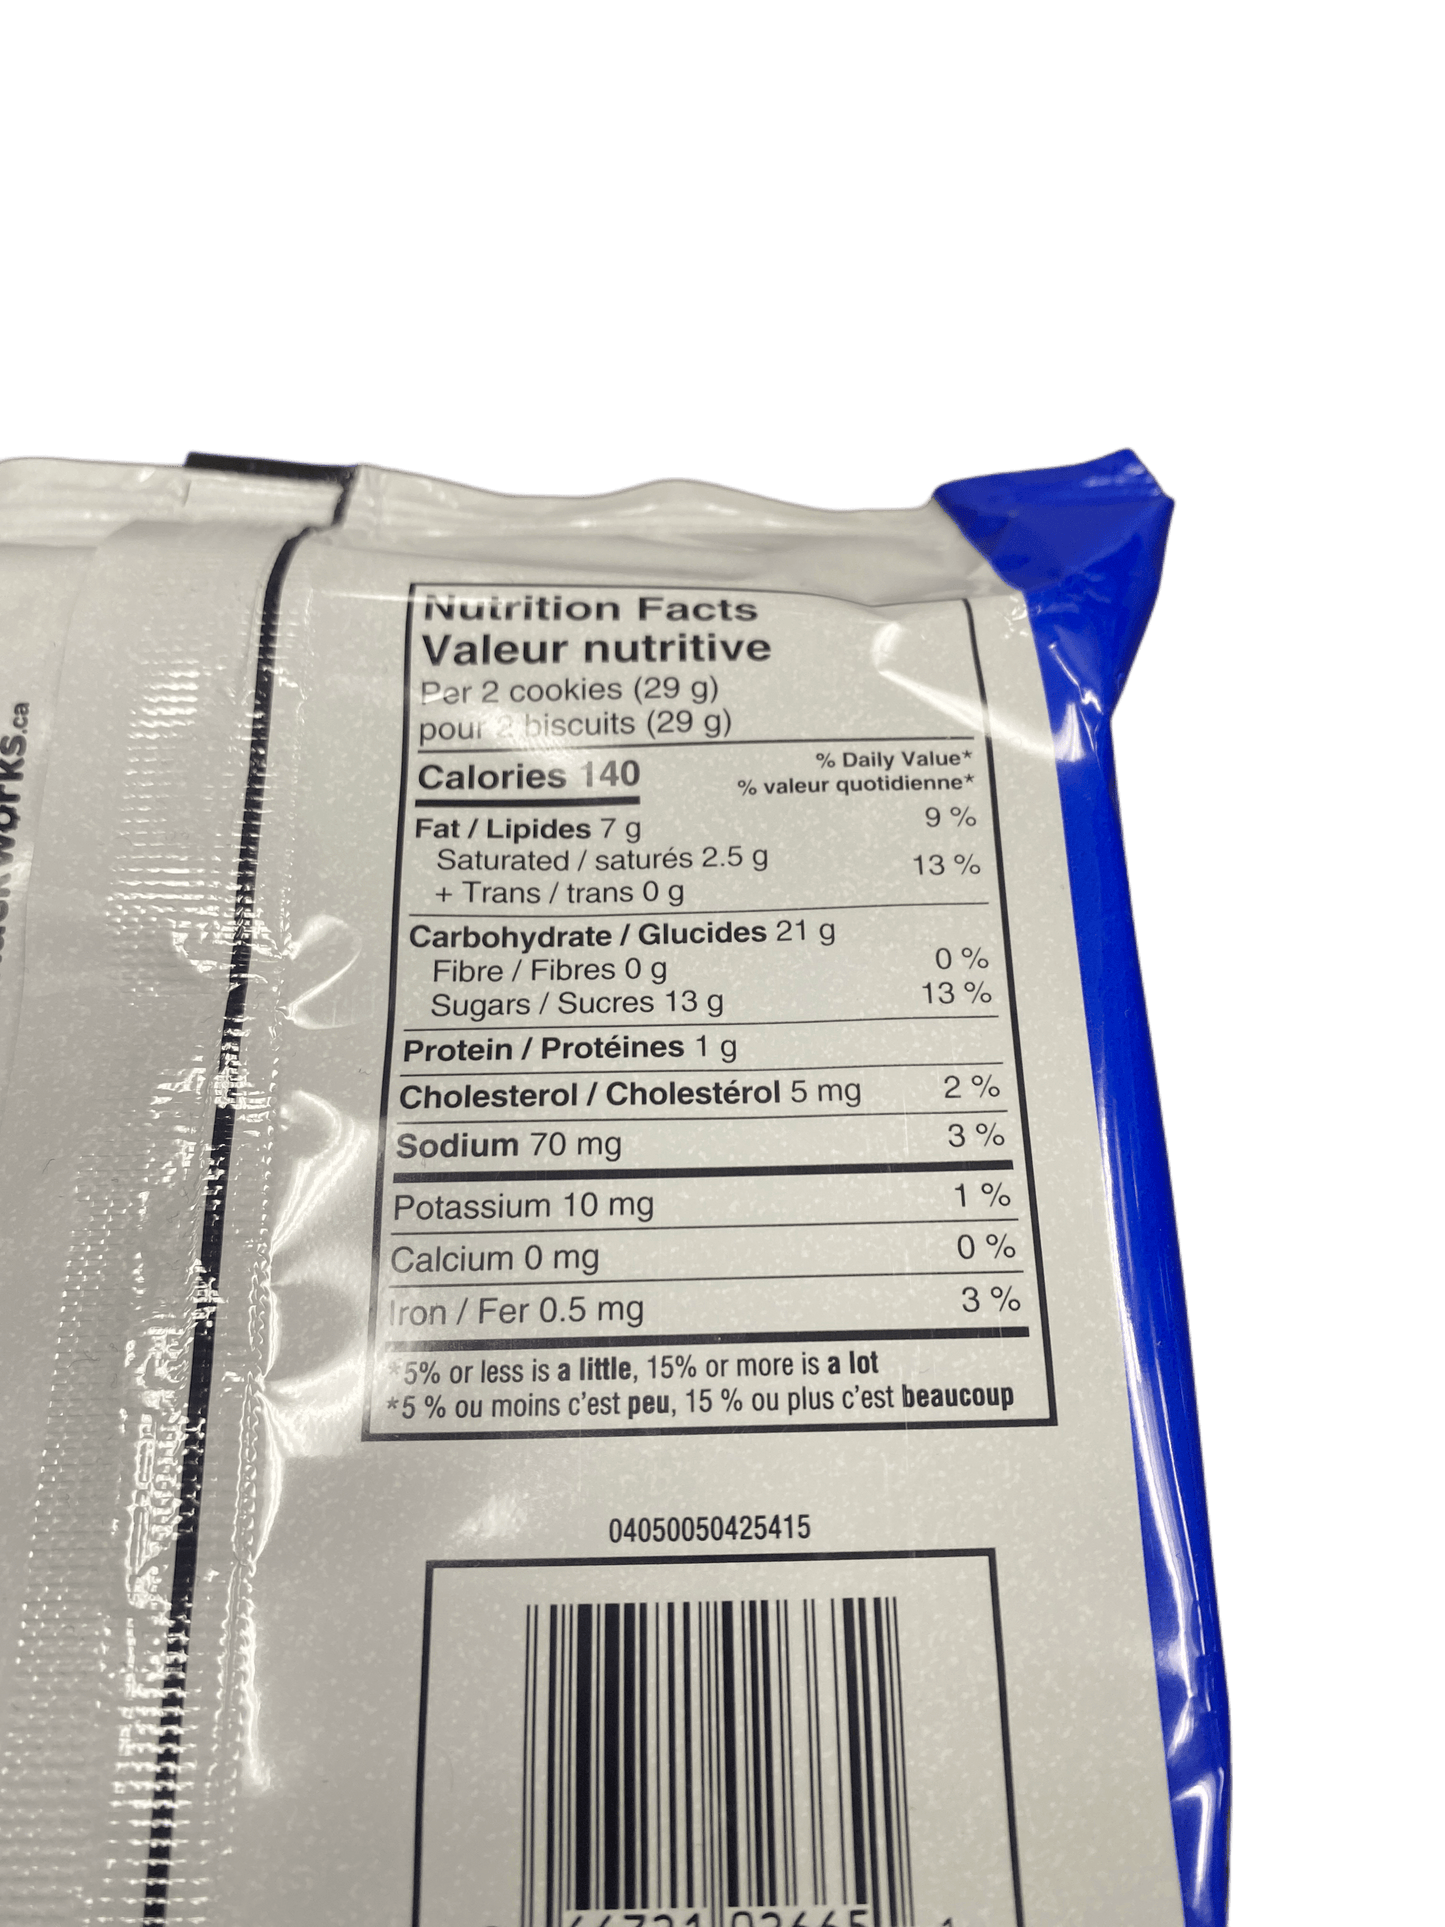 Nutrition Facts
Valeur nutritive
Per 2 cookies (29 g)
pour 2 biscuits (29 g)
Calories 140
% Daily Value*
% valeur quotidienne*
Fat / Lipides 7 g 9 %
Saturated / saturés 2.5 g
+ Trans / trans 0 g 13 %
Carbohydrate / Glucides 21 g
Fibre / Fibres 0 g 0 %
Sugars / Sucres 13 g 13 %
Protein / Protéines 1 g
Cholesterol / Cholestérol 5 mg 2 %
Sodium 70 mg 3 %
Potassium 10 mg 1 %
Calcium 0 mg 0 %
Iron / Fer 0.5 mg 3 %
*5% or less is a little, 15% or more is a lot
*5 % ou moins c'est peu, 15 % ou plus c'est beaucoup
04050050425415